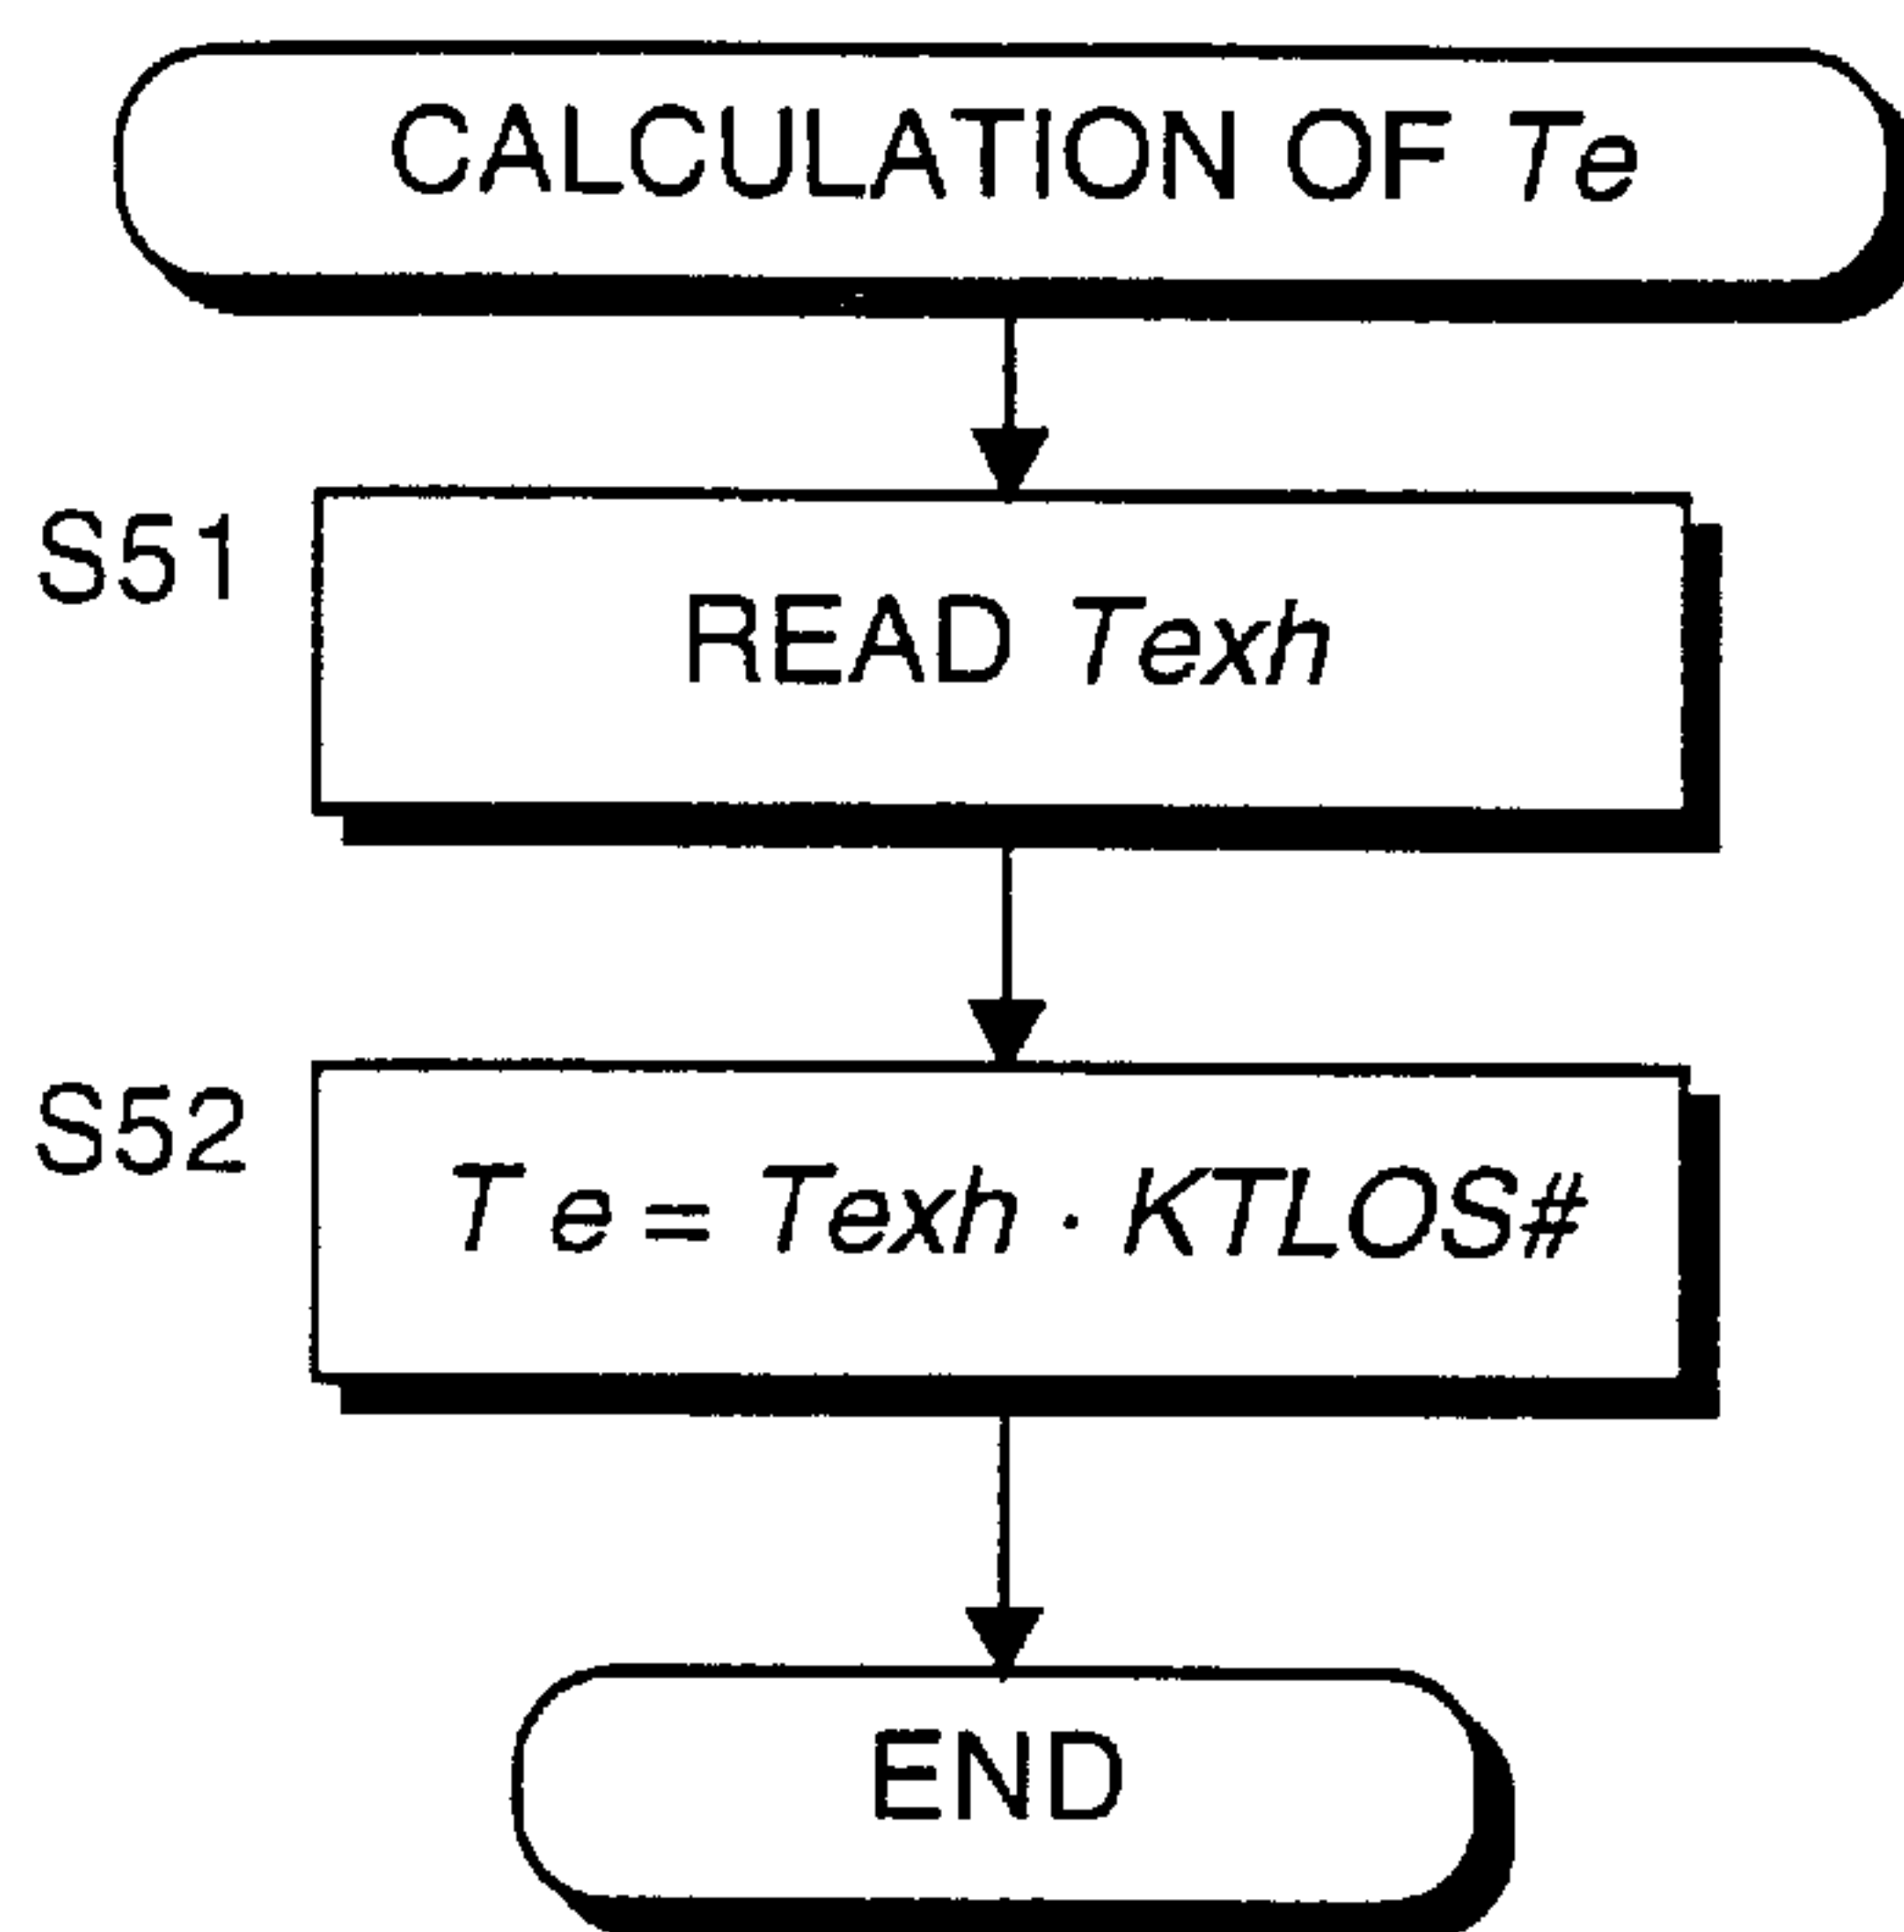 CALCULATION OF Te
S51
READ Texh
S52
Te = Texh · KTLOS#
END